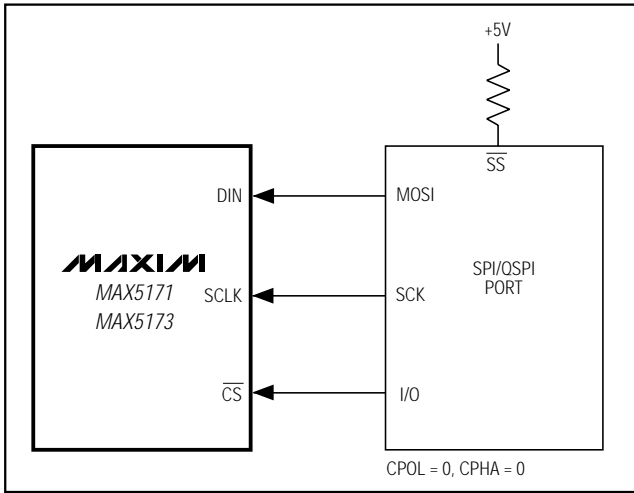 +5V
SS
DIN
MOSI
MAXIM
MAX5171
MAX5173
SCLK
SCK
SPI/QSPI
PORT
CS
I/O
CPOL = 0, CPHA = 0